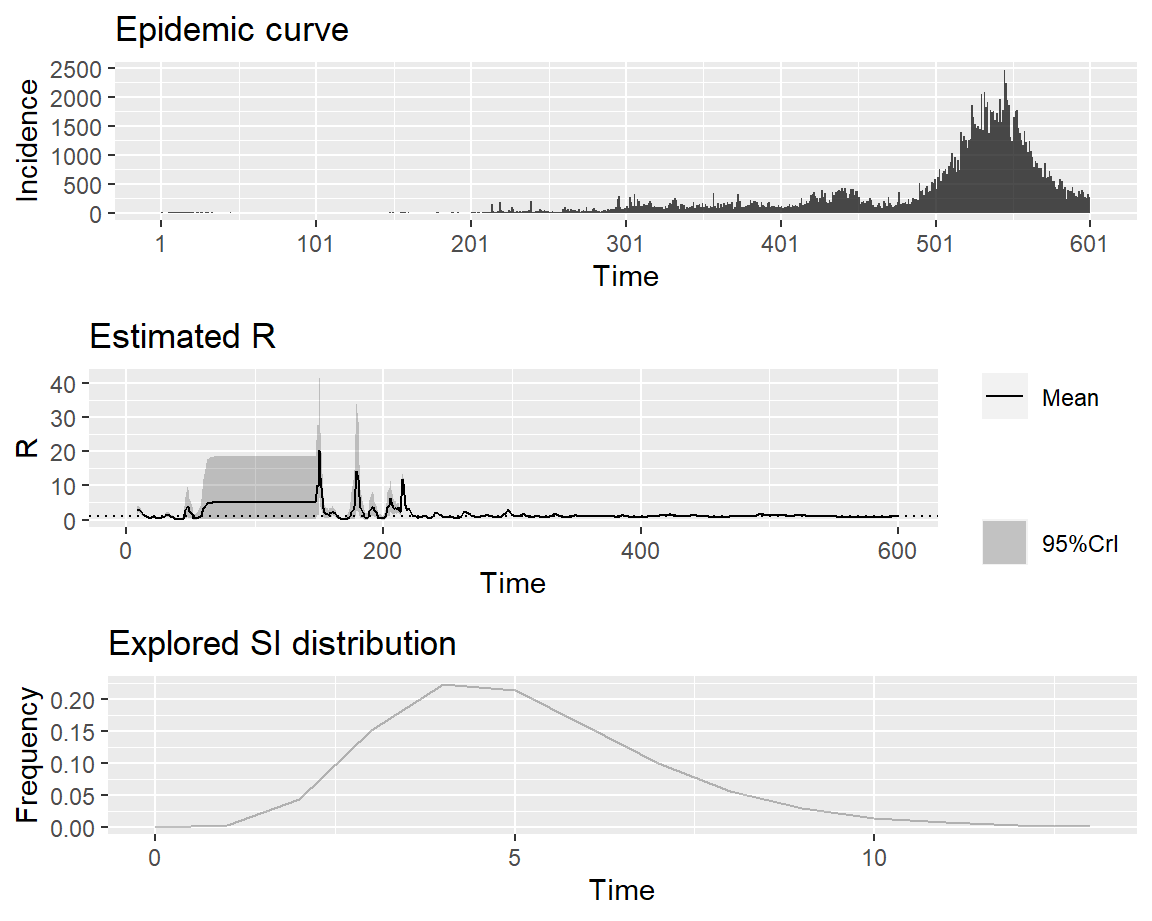 Epidemic curve
Incidence
2500
2000
1500
1000
500
0
1 101 201 301 401 501 601
Time
Estimated R
R
40
30
20
10
0
0 200 400 600
Time
Mean
95%CrI
Explored SI distribution
Frequency
0.20
0.15
0.10
0.05
0.00
0 5 10
Time